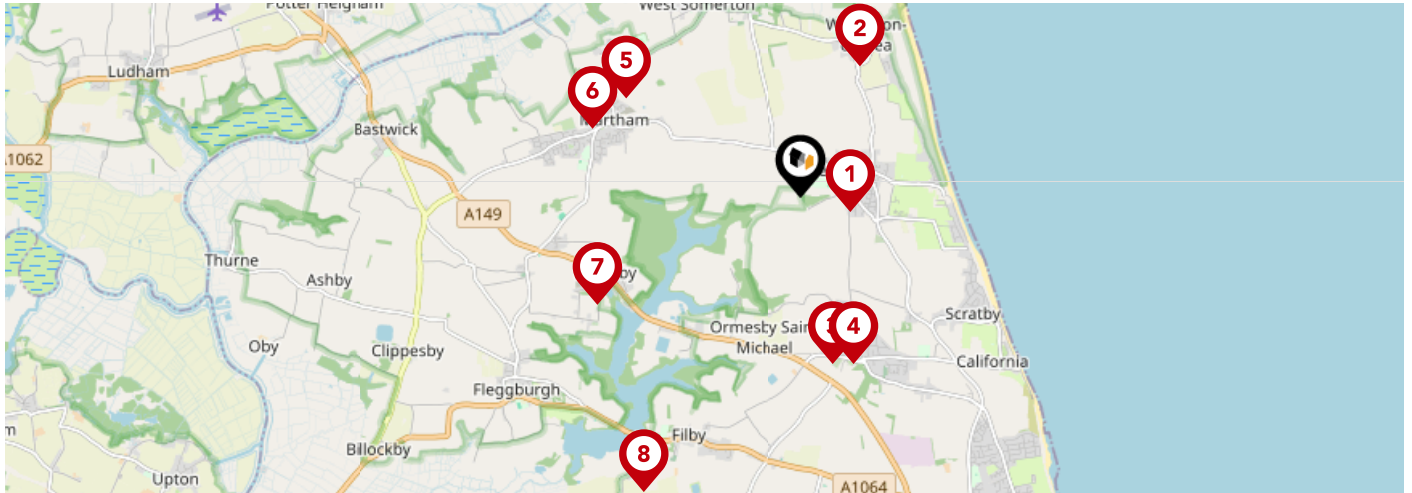 Potter Heigham
West Somerton
2
Ludham
5
6
Martham
Bastwick
A1062
1
A149
Thurne
7
Ashby
Scratby
Ormesby Sain
3
4
Michael
Oby
Clippesby
California
Fleggburgh
Filby
8
Billockby
Upton
A1064